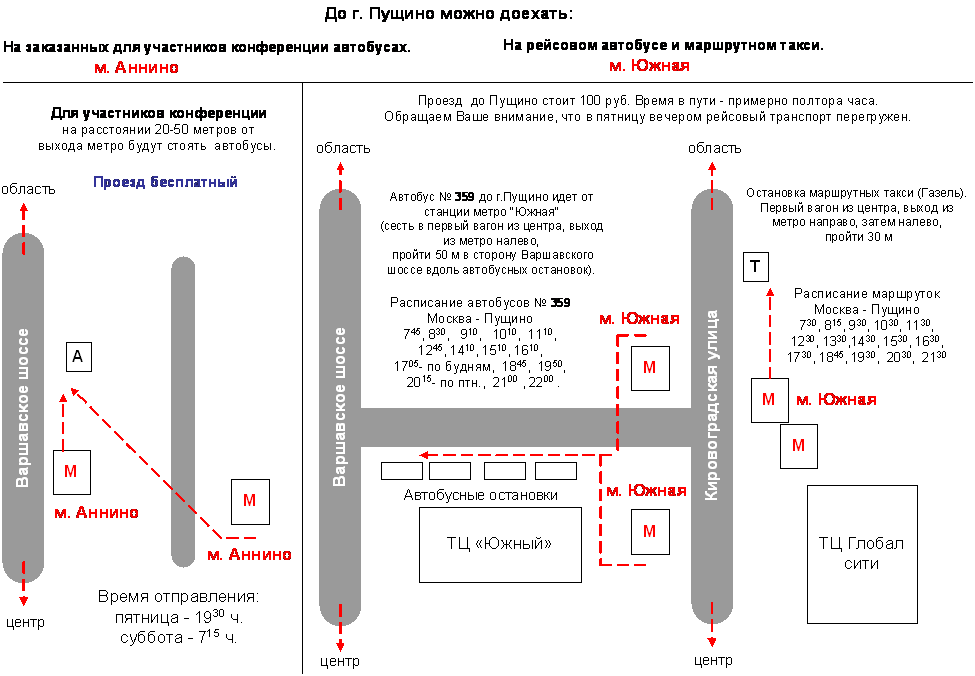 До г. Пущино можно доехать:
На заказанных для участников конференции автобусах.
м. Аннино
На рейсовом автобусе и маршрутном такси.
м. Южная
Для участников конференции
на расстоянии 20-50 метров от
выхода метро будут стоять автобусы.
Проезд бесплатный
область
Варшавское шоссе
А
М
м. Аннино
М
м. Аннино
центр
Время отправления:
пятница - 19³⁰ ч.
суббота - 7¹⁵ ч.
Проезд до Пущино стоит 100 руб. Время в пути - примерно полтора часа.
Обращаем Ваше внимание, что в пятницу вечером рейсовый транспорт перегружен.
область
Варшавское шоссе
Автобус № 359 до г.Пущино идет от
станции метро "Южная"
(сесть в первый вагон из центра, выход
из метро налево,
пройти 50 м в сторону Варшавского
шоссе вдоль автобусных остановок).
Расписание автобусов № 359
Москва - Пущино
7⁴⁵, 8³⁰, 9¹⁰, 10¹⁰, 11¹⁰,
12⁴⁵, 14¹⁰, 15¹⁰, 16¹⁰,
17⁰⁵- по будням, 18⁴⁵, 19⁵⁰
20¹⁵- по птн., 21⁰⁰ ,22⁰⁰ .
м. Южная
М
Автобусные остановки
м. Южная
М
ТЦ «Южный»
центр
область
Кировоградская улица
Остановка маршрутных такси (Газель).
Первый вагон из центра, выход из
метро направо, затем налево,
пройти 30 м
Т
Расписание маршруток
Москва - Пущино
7³⁰, 8¹⁵, 9³⁰, 10³⁰, 11³⁰,
12³⁰, 13³⁰,14³⁰, 15³⁰, 16³⁰,
17³⁰, 18⁴⁵, 19³⁰, 20³⁰, 21³⁰
М
м. Южная
М
ТЦ Глобал
сити
центр